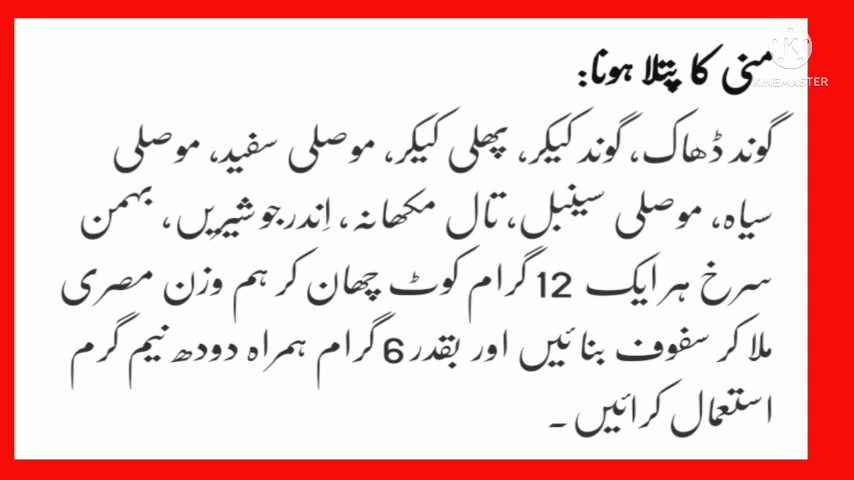 منی کا پتلا ہونا:
KINEMASTER
گوند ڈھاک، گوند کیکر، پھلی کیکر، موصلی سفید، موصلی
سیاہ، موصلی سینبل، تال مکھانہ، اِندرجو شیریں، بہمن
سرخ ہر ایک 12 گرام کوٹ چھان کر ہم وزن مصری
ملا کر سفوف بنائیں اور بقدر 6 گرام ہمراہ دودھ نیم گرم
استعمال کرائیں۔